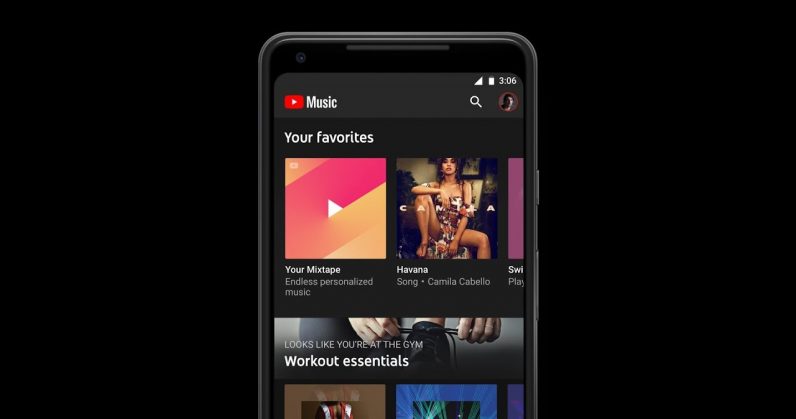 3:06
Music
Your favorites
CAMILA
Your Mixtape
Endless personalized
music
Havana
Song • Camila Cabello
Swi
Play
LOOKS LIKE YOU'RE AT THE GYM
Workout essentials